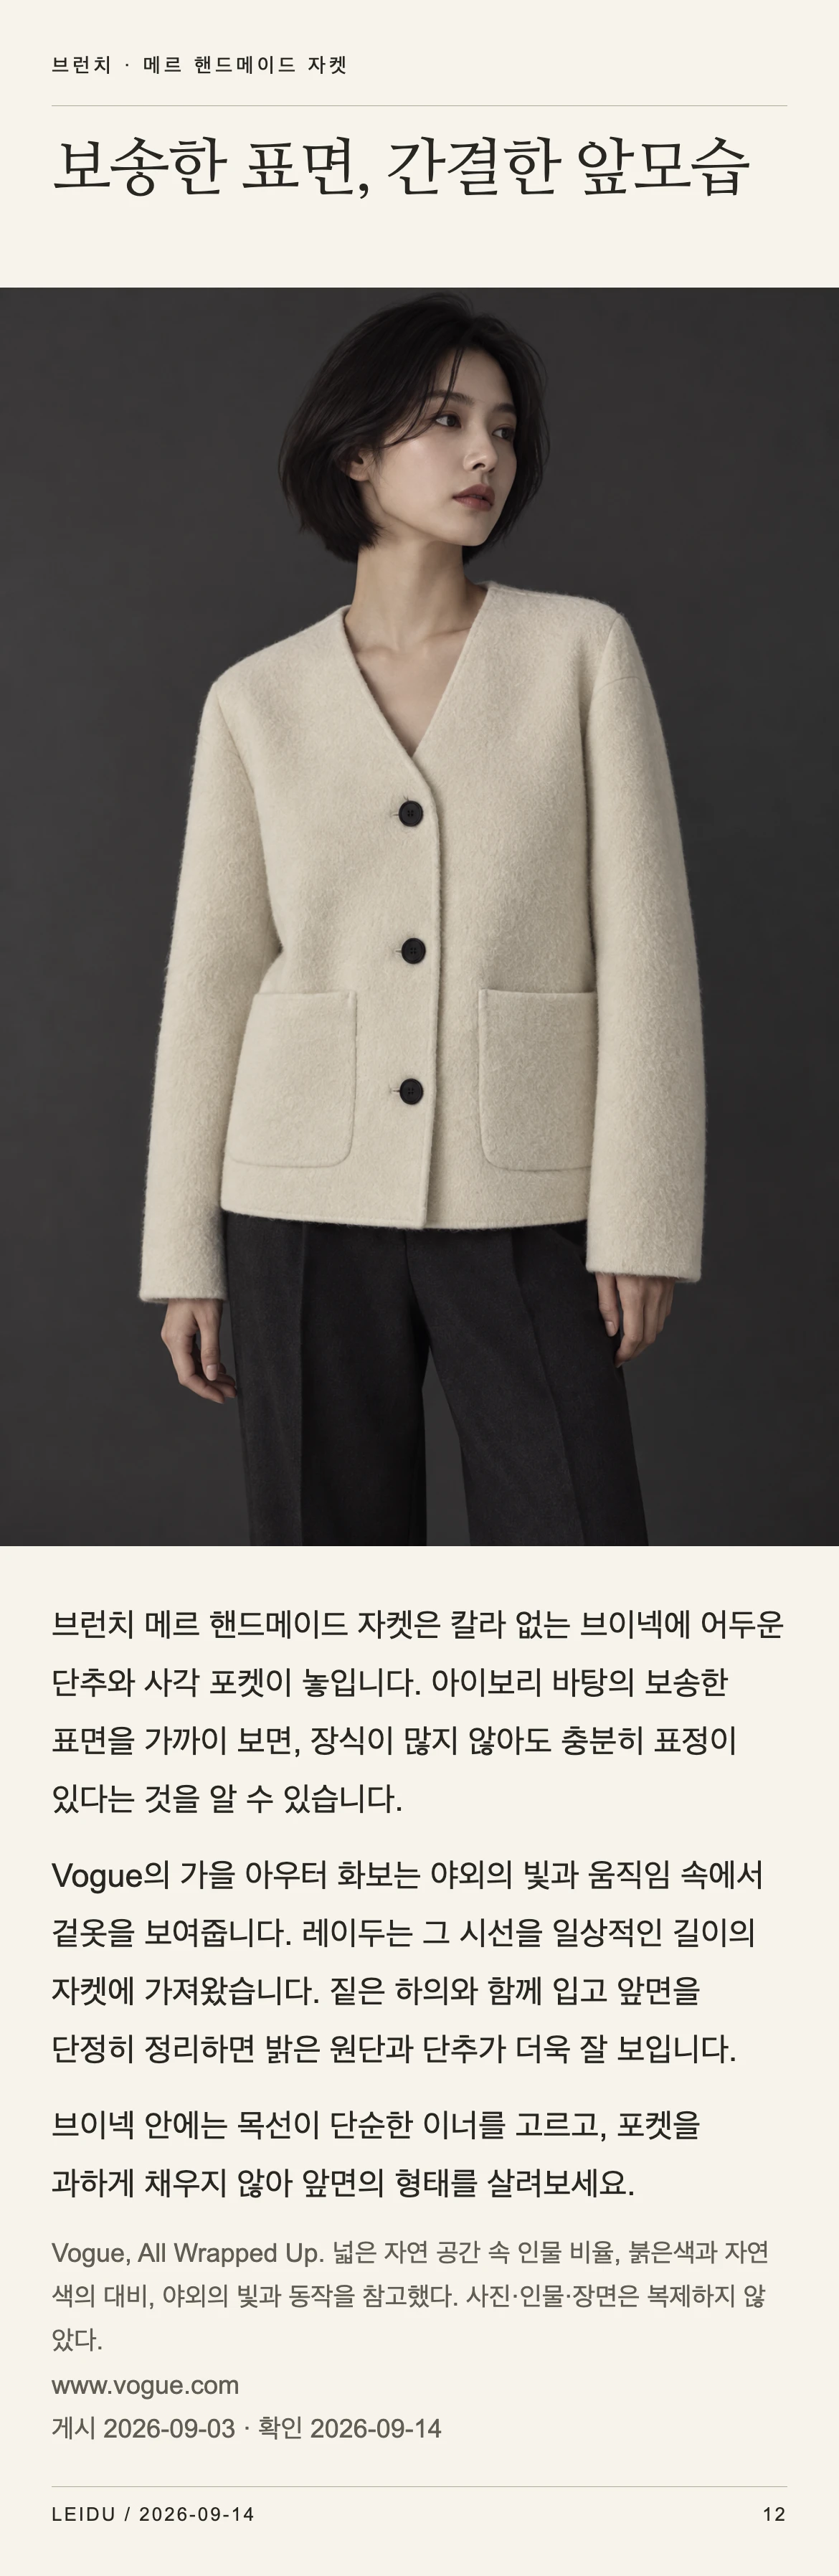 브런치 · 메르 핸드메이드 자켓
보송한 표면, 간결한 앞모습
브런치 메르 핸드메이드 자켓은 칼라 없는 브이넥에 어두운
단추와 사각 포켓이 놓입니다. 아이보리 바탕의 보송한
표면을 가까이 보면, 장식이 많지 않아도 충분히 표정이
있다는 것을 알 수 있습니다.
Vogue의 가을 아우터 화보는 야외의 빛과 움직임 속에서
겉옷을 보여줍니다. 레이두는 그 시선을 일상적인 길이의
자켓에 가져왔습니다. 짙은 하의와 함께 입고 앞면을
단정히 정리하면 밝은 원단과 단추가 더욱 잘 보입니다.
브이넥 안에는 목선이 단순한 이너를 고르고, 포켓을
과하게 채우지 않아 앞면의 형태를 살려보세요.
Vogue, All Wrapped Up. 넓은 자연 공간 속 인물 비율, 붉은색과 자연
색의 대비, 야외의 빛과 동작을 참고했다. 사진·인물·장면은 복제하지 않
았다.
www.vogue.com
게시 2026-09-03 · 확인 2026-09-14
LEIDU / 2026-09-14
12